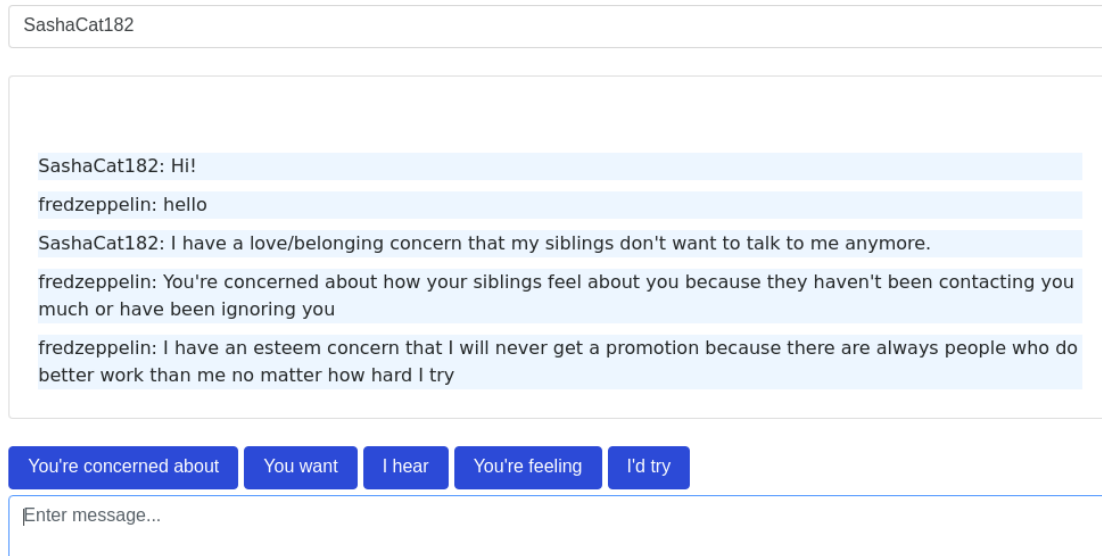 SashaCat182
SashaCat182: Hi!
fredzeppelin: hello
SashaCat182: I have a love/belonging concern that my siblings don't want to talk to me anymore.
fredzeppelin: You're concerned about how your siblings feel about you because they haven't been contacting you
much or have been ignoring you
fredzeppelin: I have an esteem concern that I will never get a promotion because there are always people who do
better work than me no matter how hard I try
You're concerned about You want I hear You're feeling I'd try
Enter message...